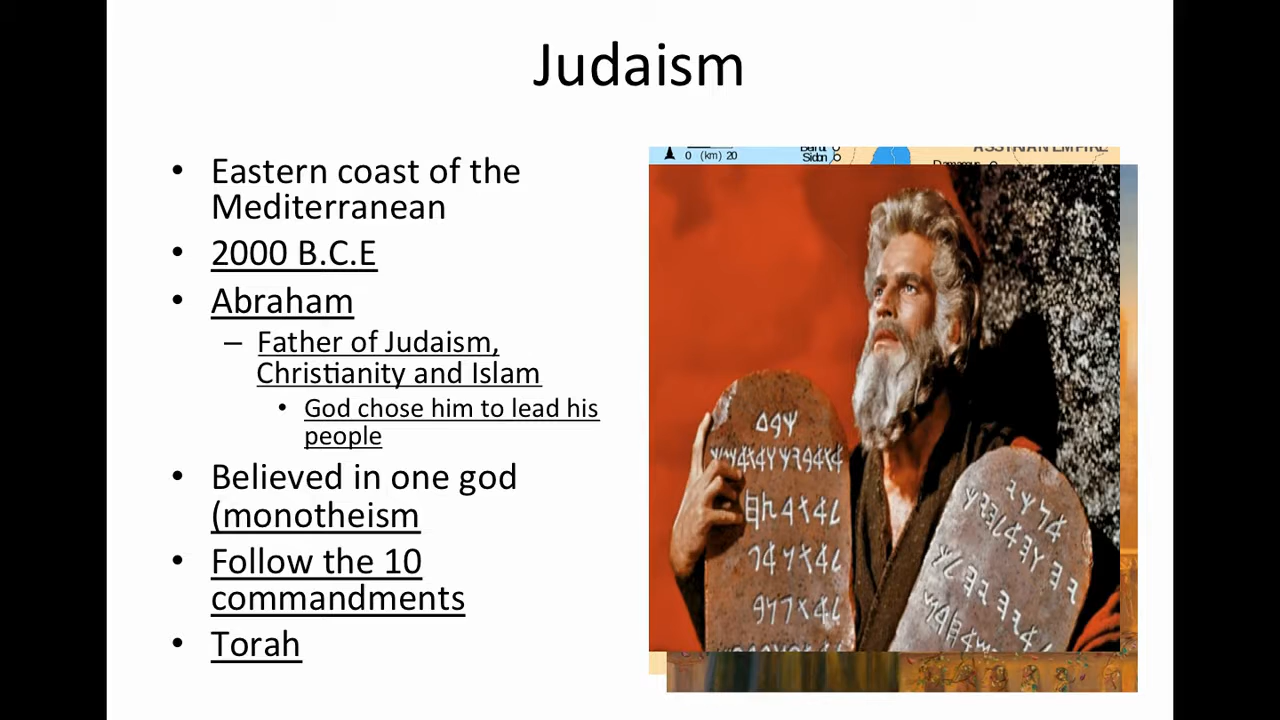 Judaism
• Eastern coast of the
Mediterranean
• 2000 B.C.E
• Abraham
– Father of Judaism,
Christianity and Islam
• God chose him to lead his
people
• Believed in one god
(monotheism
• Follow the 10
commandments
• Torah
0 (km) 20
Sidon